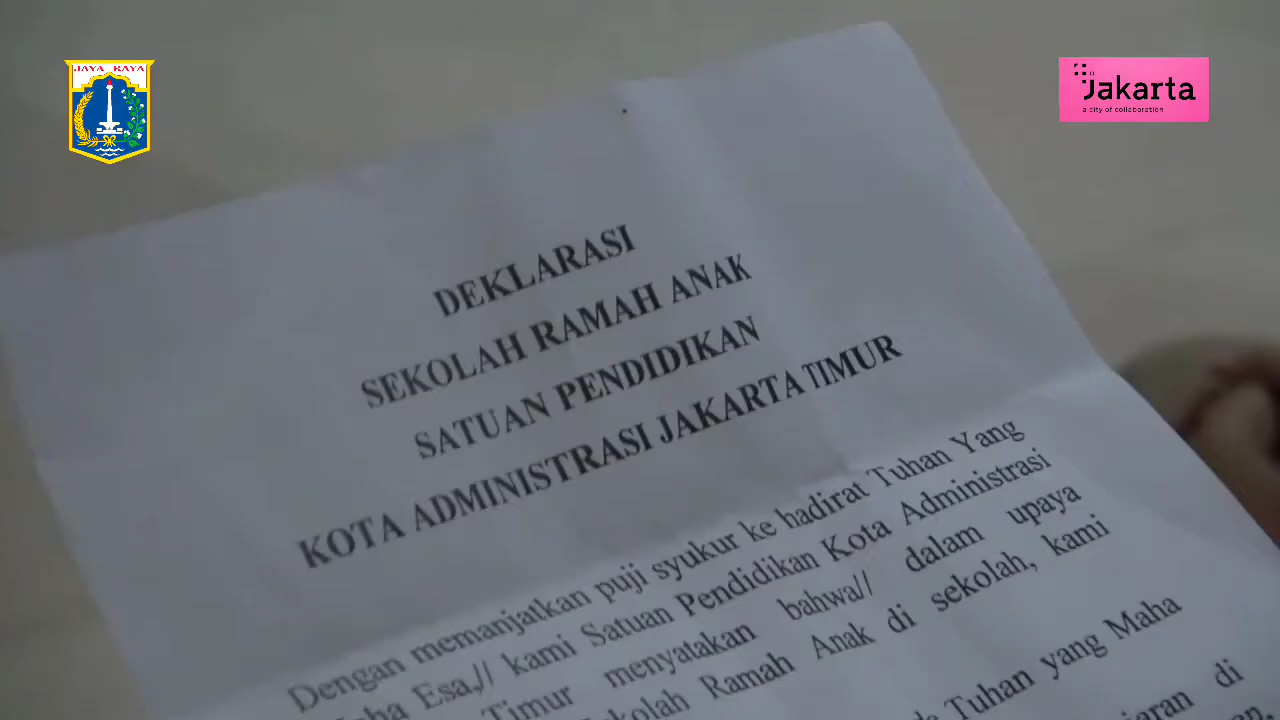 JAYA RAYA
Jakarta
a city of collaboration
DEKLARASI
SEKOLAH RAMAH ANAK
SATUAN PENDIDIKAN
KOTA ADMINISTRASI JAKARTA TIMUR
Dengan memanjatkan puji syukur ke hadirat Tuhan Yang
Esa,// kami Satuan Pendidikan Kota Administrasi
Timur menyatakan bahwa// dalam upaya
Ramah Anak di sekolah, kami
Tuhan yang Maha
di